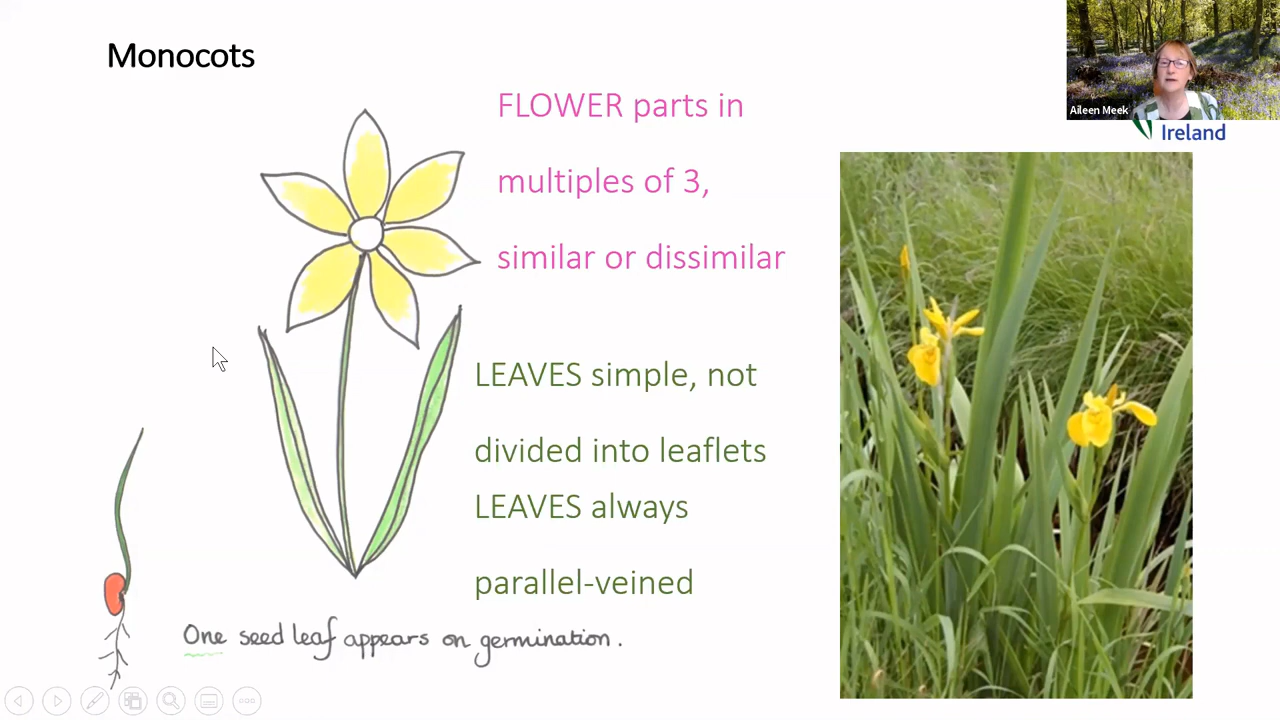 Monocots
FLOWER parts in
multiples of 3,
similar or dissimilar
LEAVES simple, not
divided into leaflets
LEAVES always
parallel-veined
One seed leaf appears on germination.
Aileen Meek
Ireland